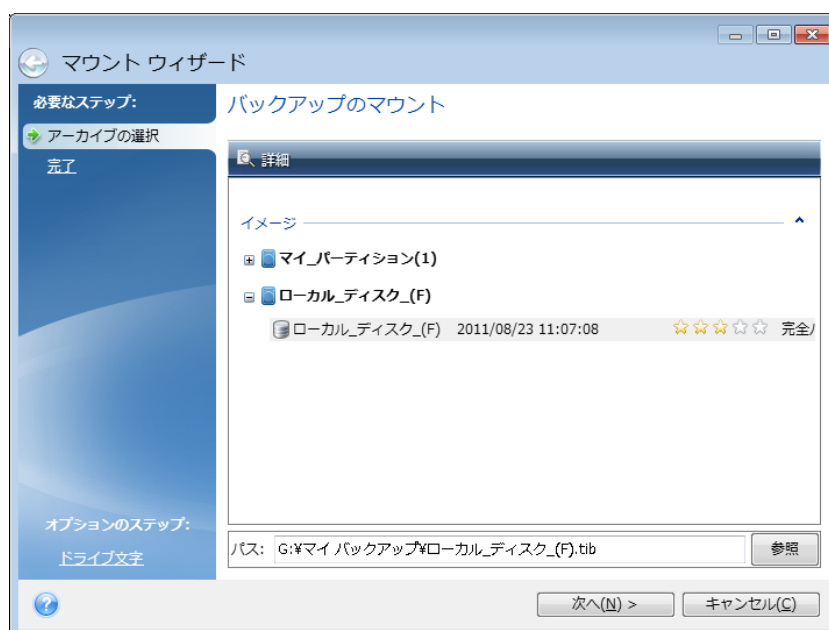 マウント ウィザード
必要なステップ:
アーカイブの選択
完了
オプションのステップ:
ドライブ文字
バックアップのマウント
詳細
イメージ
マイ_パーティション(1)
ローカル_ディスク_(F)
ローカル_ディスク_(F) 2011/08/23 11:07:08 完全
パス: G:¥マイ バックアップ¥ローカル_ディスク_(F).tib 参照
次へ(N) > キャンセル(C)